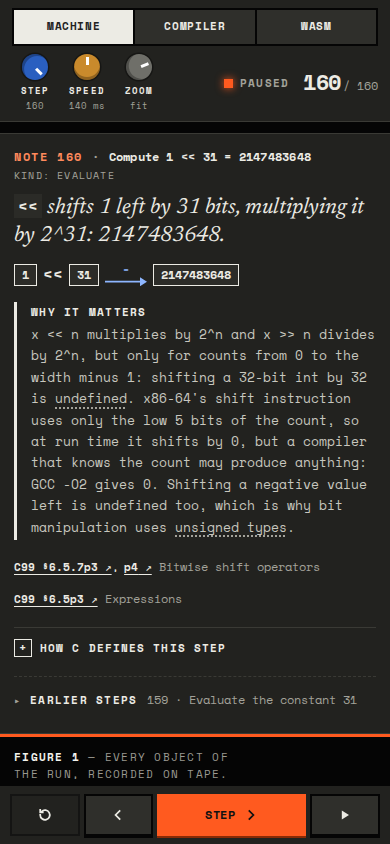 MACHINE COMPILER WASM
STEP SPEED ZOOM
160 140 ms fit
PAUSED 160 / 160
NOTE 160 · Compute 1 << 31 = 2147483648
KIND: EVALUATE
<< shifts 1 left by 31 bits, multiplying it
by 2^31: 2147483648.
1 << 31 → 2147483648
WHY IT MATTERS
x << n multiplies by 2^n and x >> n divides
by 2^n, but only for counts from 0 to the
width minus 1: shifting a 32-bit int by 32
is undefined. x86-64's shift instruction
uses only the low 5 bits of the count, so
at run time it shifts by 0, but a compiler
that knows the count may produce anything:
GCC -O2 gives 0. Shifting a negative value
left is undefined too, which is why bit
manipulation uses unsigned types.
C99 §6.5.7p3 ↗, p4 ↗ Bitwise shift operators
C99 §6.5p3 ↗ Expressions
+ HOW C DEFINES THIS STEP
▸ EARLIER STEPS 159 · Evaluate the constant 31
FIGURE 1 — EVERY OBJECT OF
THE RUN, RECORDED ON TAPE.
STEP